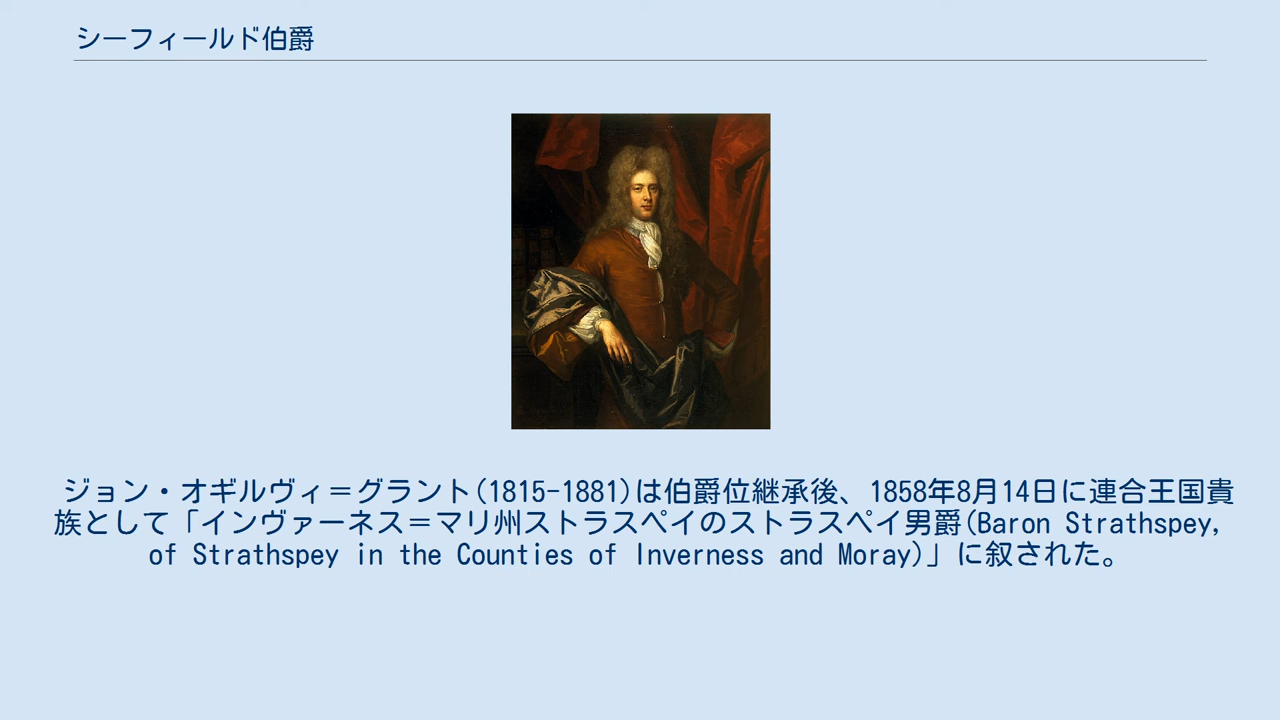 シーフィールド伯爵
ジョン・オギルヴィ＝グラント(1815-1881)は伯爵位継承後、1858年8月14日に連合王国貴
族として「インヴァーネス＝マリ州ストラスペイのストラスペイ男爵(Baron Strathspey,
of Strathspey in the Counties of Inverness and Moray)」に叙された。